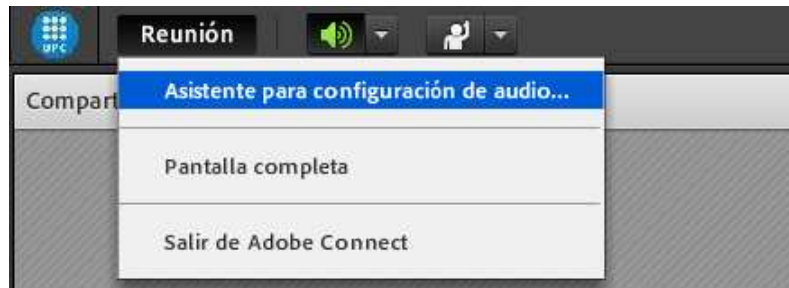 UPC
Reunión
Compart
Asistente para configuración de audio...
Pantalla completa
Salir de Adobe Connect